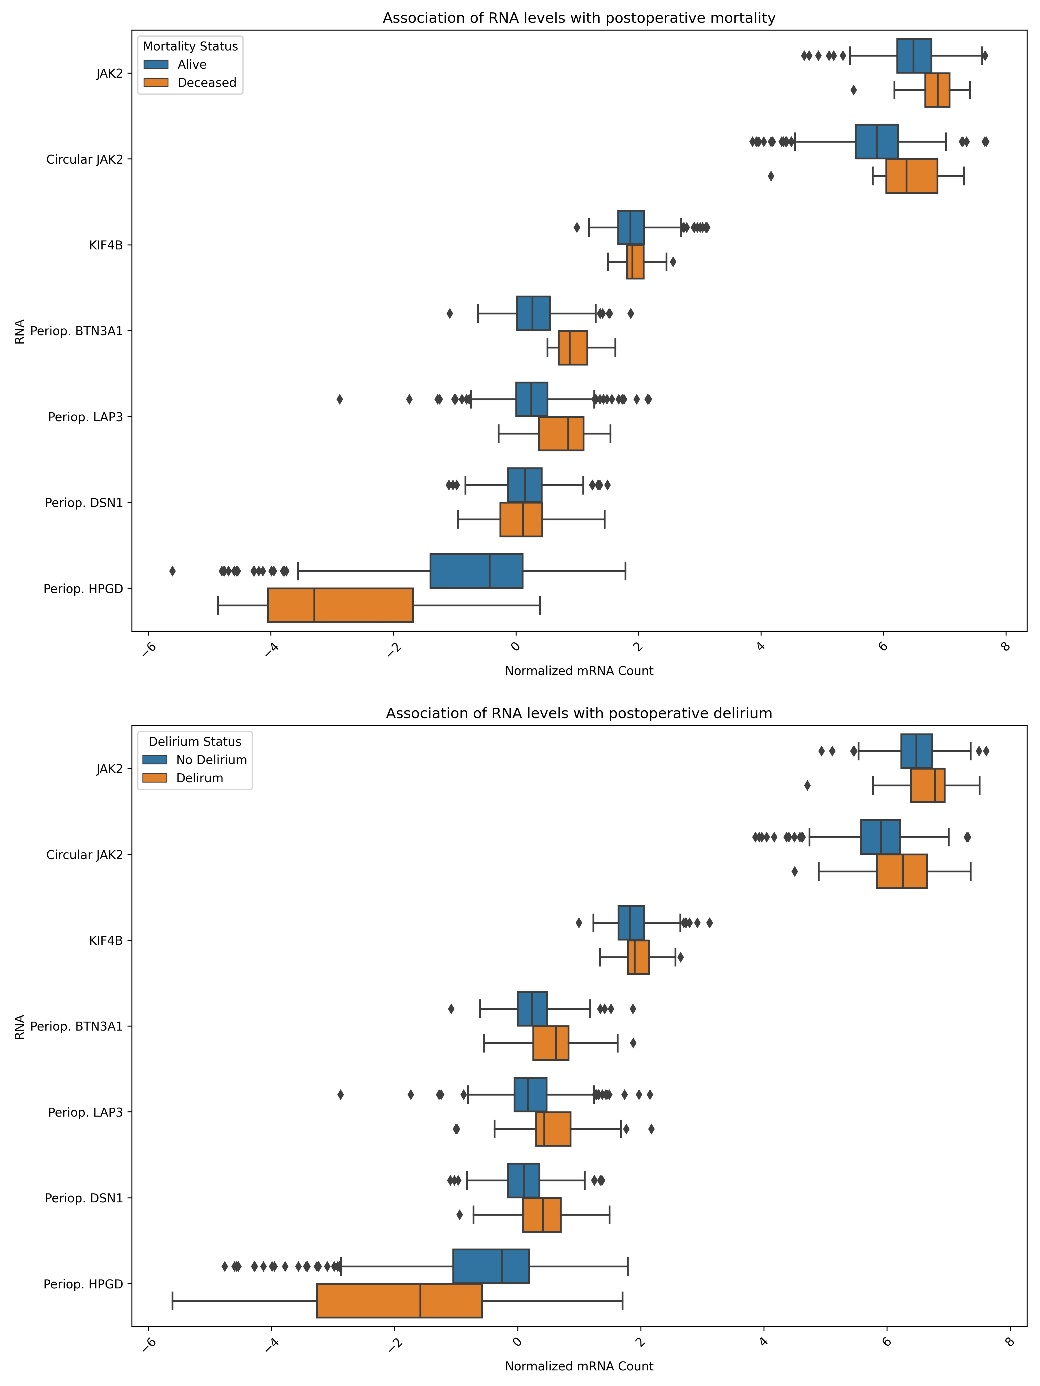 Association of RNA levels with postoperative mortality
Mortality Status
Alive
Deceased
JAK2
Circular JAK2
KIF4B
Periop. BTN3A1
Periop. LAP3
Periop. DSN1
Periop. HPGD
RNA
−6
−4
−2
0
2
4
6
8
Normalized mRNA Count
Association of RNA levels with postoperative delirium
Delirium Status
No Delirium
Delirum
JAK2
Circular JAK2
KIF4B
Periop. BTN3A1
Periop. LAP3
Periop. DSN1
Periop. HPGD
RNA
−6
−4
−2
0
2
4
6
8
Normalized mRNA Count